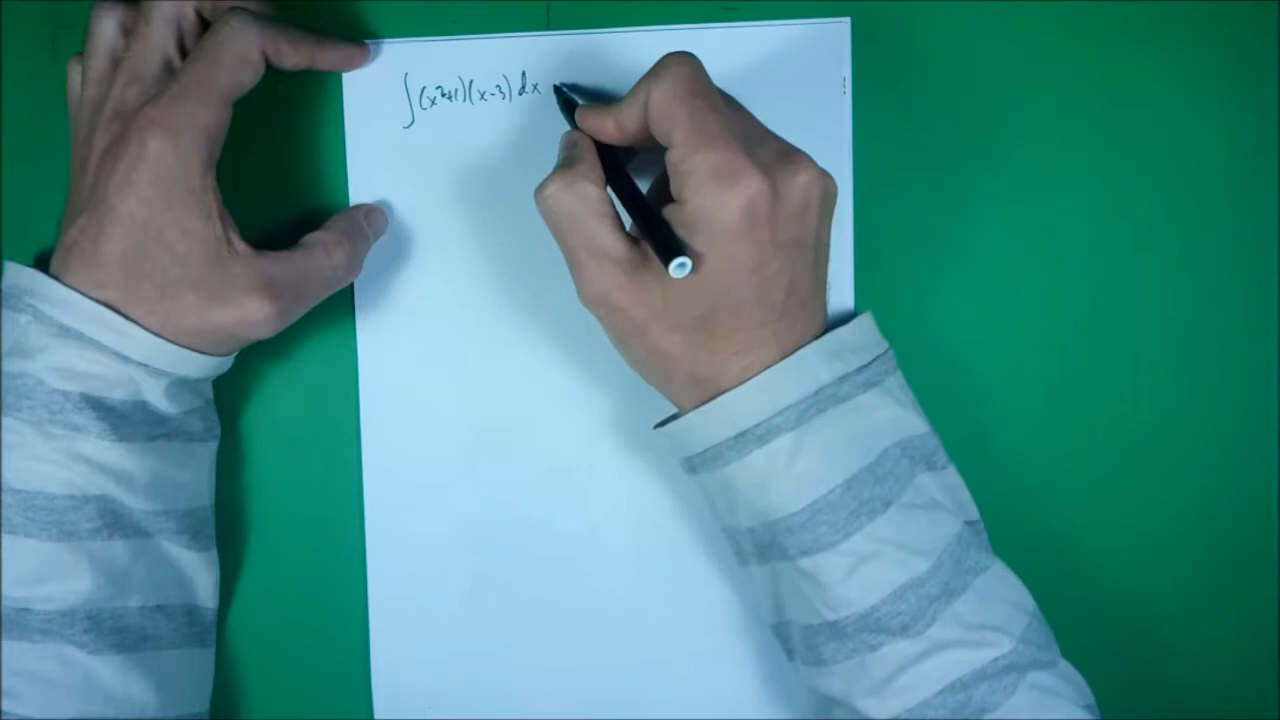 ∫(x²+1)(x-3) dx